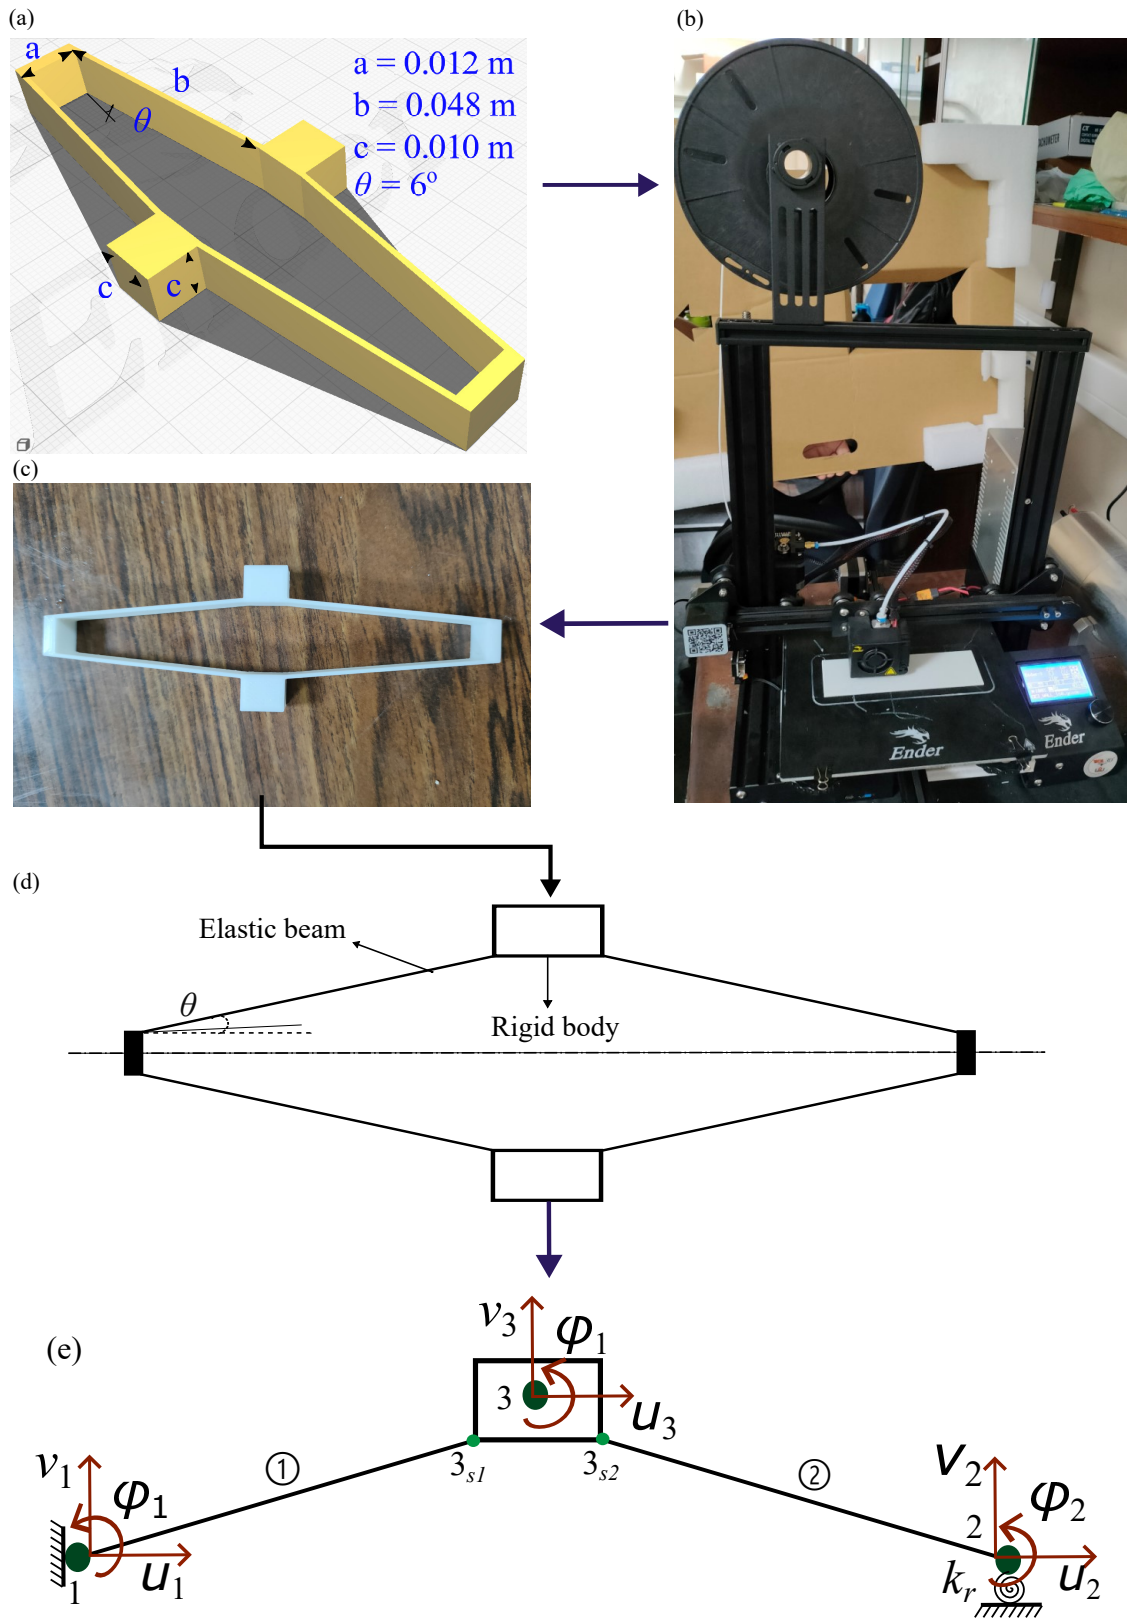 (a)
a
b
θ
a = 0.012 m
b = 0.048 m
c = 0.010 m
θ = 6°
c
c
(b)
Ender
Ender
(c)
(d)
Elastic beam
θ
Rigid body
(e)
v3
φ1
3
u3
3s1
3s2
v1
φ1
u1
1
①
②
v2
φ2
2
kr
u2